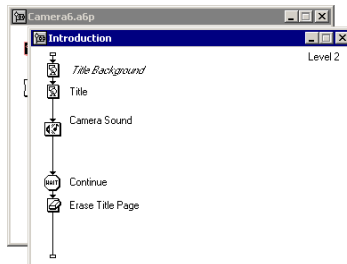 Camera6.a6p
Introduction
Level 2
Title Background
Title
Camera Sound
WAIT
Continue
Erase Title Page